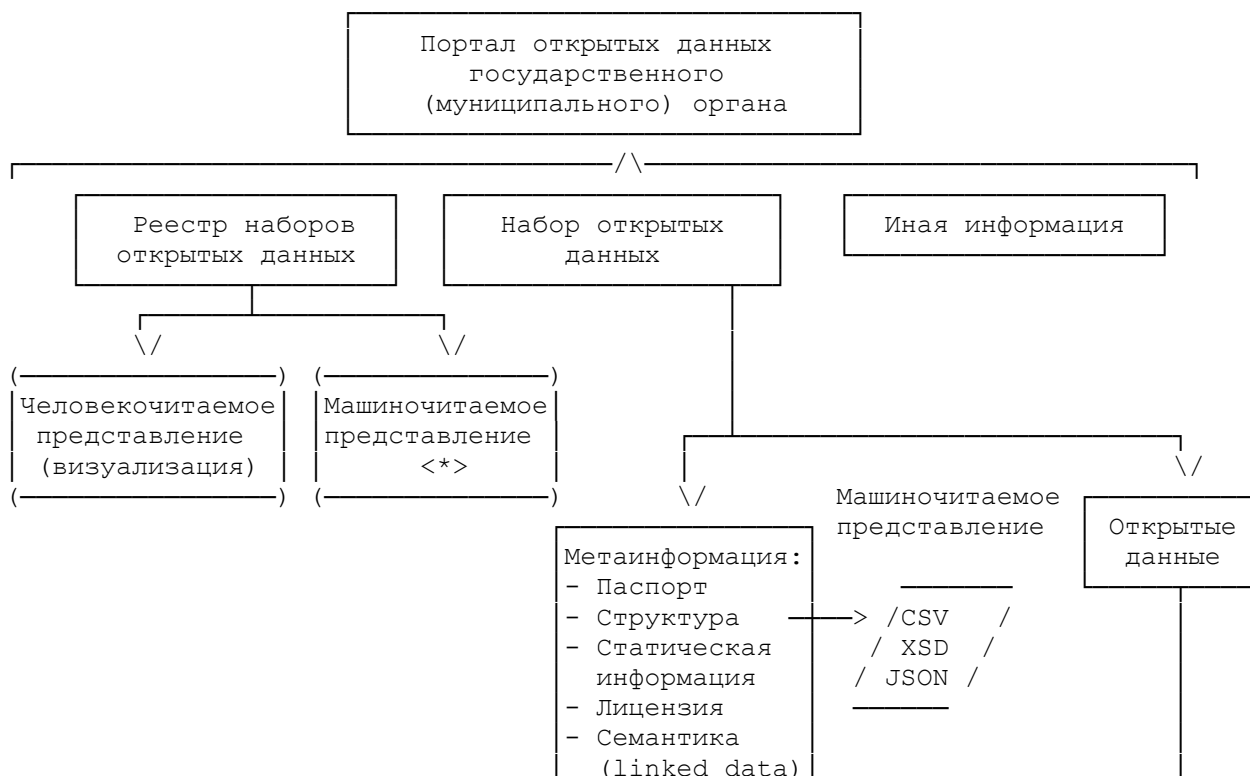 Портал открытых данных
государственного
(муниципального) органа
Реестр наборов
открытых данных
Набор открытых
данных
Иная информация
Человекочитаемое
представление
(визуализация)
Машиночитаемое
представление
<*>
Метаинформация:
- Паспорт
- Структура
- Статическая
информация
- Лицензия
- Семантика
(linked data)
Машиночитаемое
представление
/CSV /
/ XSD /
/ JSON /
Открытые
данные